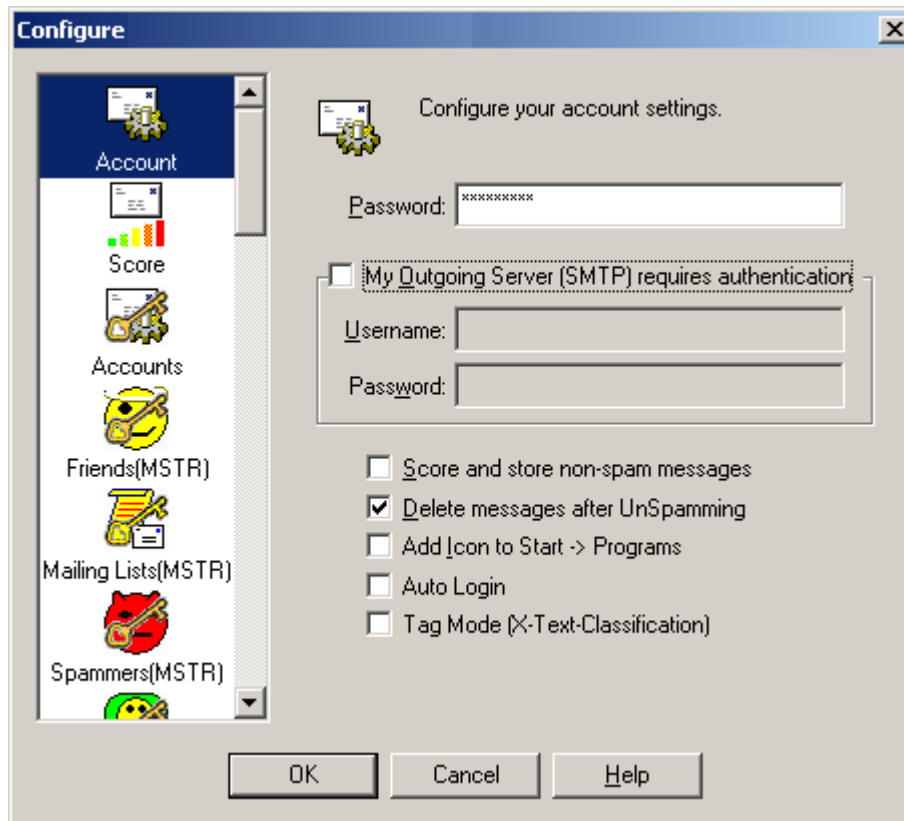 Configure
Account
Score
Accounts
Friends(MSTR)
Mailing Lists(MSTR)
Spammers(MSTR)
Configure your account settings.
Password: *********
My Outgoing Server (SMTP) requires authentication
Username:
Password:
Score and store non-spam messages
Delete messages after UnSpamming
Add Icon to Start -> Programs
Auto Login
Tag Mode (X-Text-Classification)
OK Cancel Help